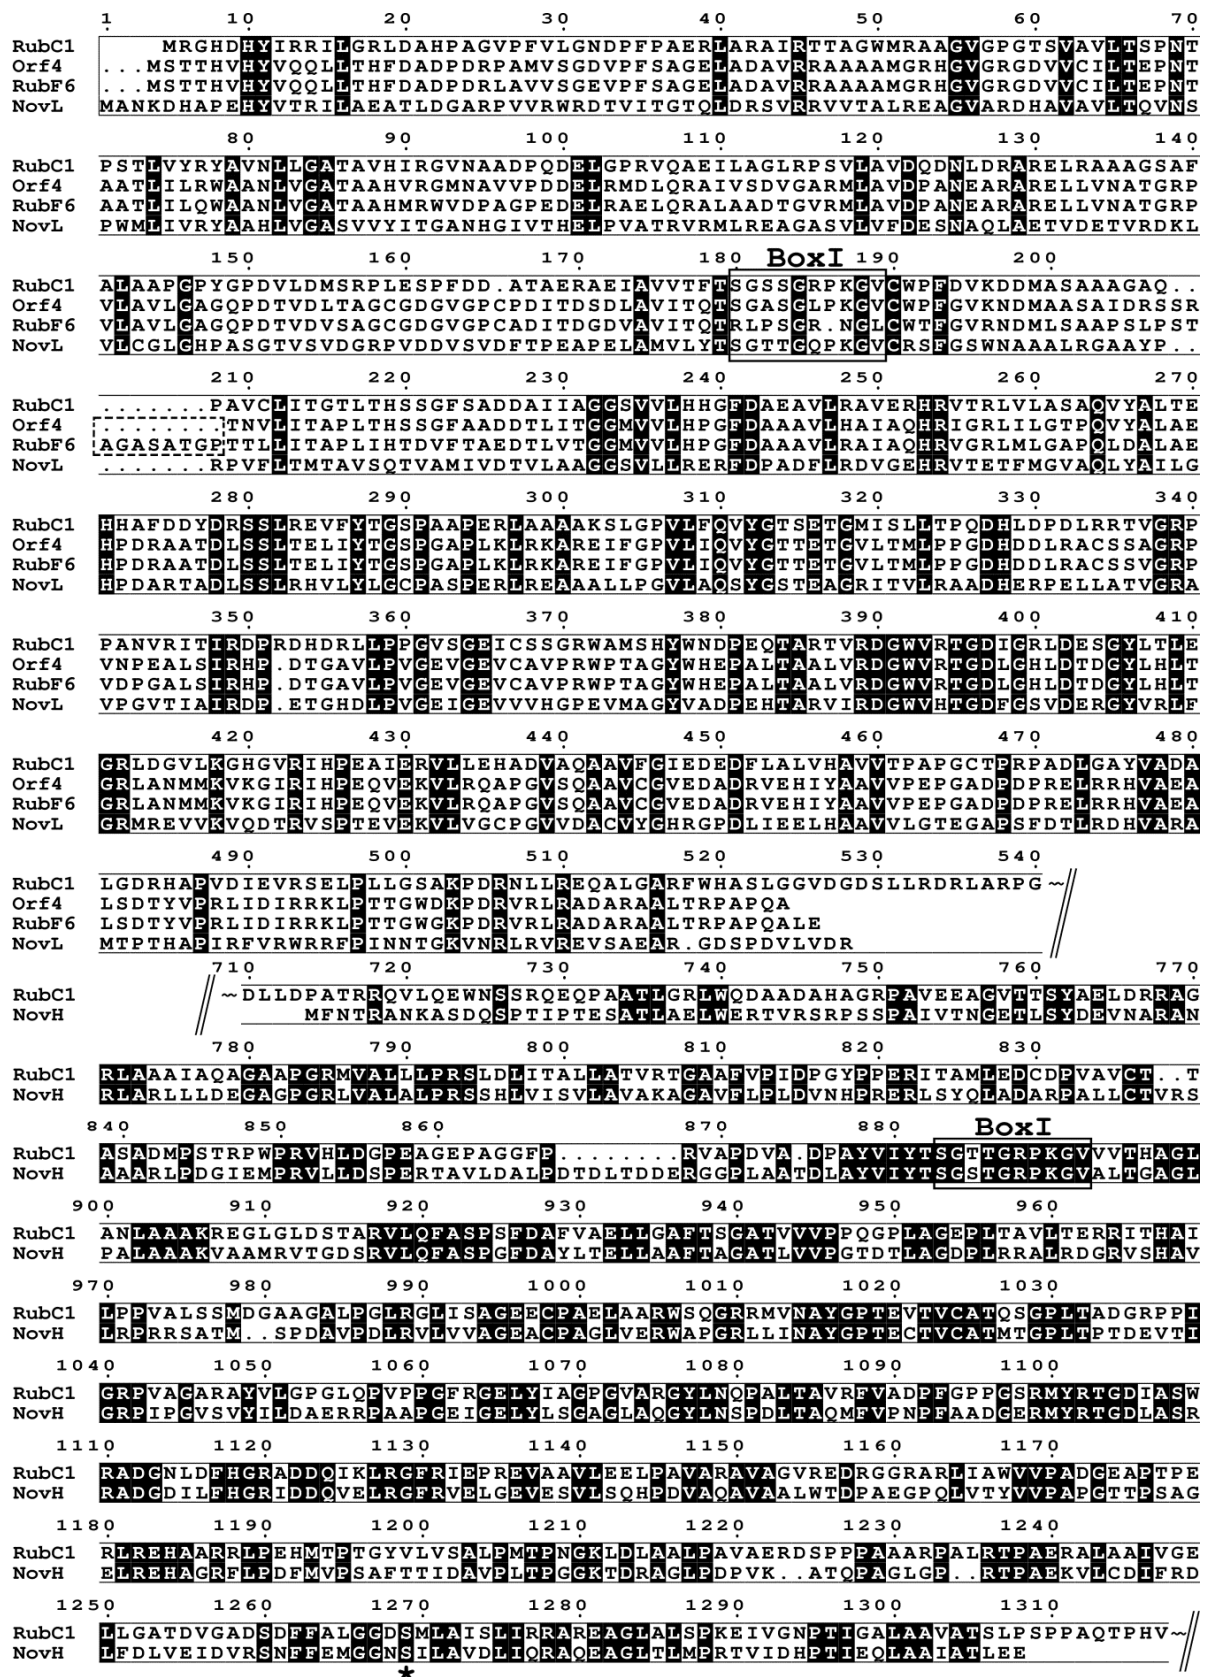 1 10 20 30 40 50 60 70
RubC1 ....MRGHDHYIRRILGRLDAHPAGVPFVLGNDPFPAERLARAIRTTAGWMRAAGVGPGTSVAVLTSPNT
Orf4 ...MSTTHVHYVQQLLTHFDADPDRPAMVSGDVPFSAGELADAVRRAAAAMGRHGVGRGDVVCILTEPNT
RubF6 ...MSTTHVHYVQQLLTHFDADPDRLAVVSGEVPFSAGELADAVRRAAAAMGRHGVGRGDVVCILTEPNT
NovL MANKDHAPEHYVTRILAEATLDGARPVVRWRDTVITGTQLDRSVRRVVTALREAGVARDHAVAVLTQVNS
80 90 100 110 120 130 140
RubC1 PSTLVYRYAVNLLGATAVHIRGVNAADPQDELGPRVQAEILAGLRPSVLAVDQDNLDRARELRAAAGSAF
Orf4 AATLILRWAANLVGATAAHVRGMNAVVPDDELRMDLQRAIVSDVGARMLAVDPANEARARELLVNATGRP
RubF6 AATLILQWAANLVGATAAHMRWVDPAGPEDELRAELQRALAADTGVRMLAVDPANEARARELLVNATGRP
NovL PWMLIVRYAAHLVGASVVYITGANHGIVTHELPVATRVRMLREAGASVLVFDESNAQLAETVDETVRDKL
150 160 170 180 BoxI 190 200
RubC1 ALAAPGPYGPDVLDMSRPLESPFDD.ATAERAEIAVVTFTSGSSGRPKGVCWPFDVKDDMASAAAGAQ..
Orf4 VLAVLGAGQPDTVDLTAGCGDGVGPCPADITDSDLAVITQTSGASGLPKGVCWPFGVKNDMASSAIDRSSR
RubF6 VLAVLGAGQPDTVDVSAGCLGDGVGPCADITDGDVAVITQTRLPSGR.NGLCWTFGVRNDMLSAAPSLPST
NovL VLCGLGHPASGTVSVDGRPVDDVSVDFTPEAPELAMVLYTSGTTGQPKGVCRSFGSWNAAALRGAAYP..
210 220 230 240 250 260 270
RubC1 .......PAVCLITGTLTHSSGFSADDAIIAGGSVVLHHGFDAEAVLRAVERHRVTRLVLASAQVYALTE
Orf4 ........TNVLITAPLTHSSGFAADDTLITGGMVVLHPGFDAAVLHAIAQHRIGRLILGTPQVYALAE
RubF6 AGASATGPTTLLITAPLIHTDVFTAEDTLVTGGMVVLHPGFDAAAVLRAIAQHRVGRLMLGAPQLDALAE
NovL .......RPVFLTMTAVSQTVAMIVDTVLAAGGSVLLRERFDPADFLRDVGEHRVTETFMGVAQLYAILG
280 290 300 310 320 330 340
RubC1 HHAFDDYDRSSLREVFYTGSPAAPERLAAAAKSLGPVLFQVYGTSETGMISLLTPQDHLDPDLRRTVGRP
Orf4 HPDRAATDLSSLTELIYTGSPGAPLKLRKAREIFGPVLIQVYGTTETGVLTMLPPGDHDDLRACSSAGRP
RubF6 HPDRAATDLSSLTELIYTGSPGAPLKLRKAREIFGPVLIQVYGTTETGVLTMLPPGDHDDLRACSSVGRP
NovL HPDARTADLSSLRHVLYLGCPASPERLREAAALLPGVLAQSYGSTEAGRITVLRAADHERPELLATVGRA
350 360 370 380 390 400 410
RubC1 PANVRITIRDPRDHDRLLPPGVSGEICSSGRWAMSHYWNDPEQTARTVRDGWVRTGDIGRLDESGYLTLE
Orf4 VNPEALSIRHP.DTGAVLPVGEVGEVCAVPRWPTAGYWHEPALTAALVRDGWVRTGDLGHLDTDGYLHLT
RubF6 VDPGALSIRHP.DTGAVLPVGEVGEVCAVPRWPTAGYWHEPALTAALVRDGWVRTGDLGHLDTDGYLHLT
NovL VPGVTIAIRDP.ETGHDLPVGEIGEVVVHGPEVMAGYVADPEHTARVIRDGWVHTGDFGSVDERGYVRLF
420 430 440 450 460 470 480
RubC1 GRLDGVLKGHGVRIHPEAIERVLLEHADVAQAAVFGIEDEDFLALVHAVVTPAPGCTPRPADLGAYVADA
Orf4 GRLANMMKVKGIRIHPEQVEKVLRQAPGVSQAAVCGVEDADRVEHIYAAVVPEPGADPDPRELRRHVAEA
RubF6 GRLANMMKVKGIRIHPEQVEKVLRQAPGVSQAAVCGVEDADRVEHIYAAVVPEPGADPDPRELRRHVAEA
NovL GRMREVVKVQDTRVSPTEVEKVLVGCPGVVDACVYGHRGPDLIEELHAAVVLGTEGAPSFDTLRDHVARA
490 500 510 520 530 540
RubC1 LGDRHAPVDIEVRSELPLLGSAKPDRNLLREQALGARFWHASLGGVDGDSLLRDRLARPG~
Orf4 LSDTYVPRLIDIRRKLPTTGWDKPDRVRLRADARAALTRPAPQA
RubF6 LSDTYVPRLIDIRRKLPTTGWGKPDRVRLRADARAALTRPAPQALE
NovL MTPTHAPIRFVRWRRFPINNTGKVNRLRVREVSAEAR.GDSPDVLVDR
710 720 730 740 750 760 770
RubC1 ~DLLDPATRRQVLQEWNSSRQEQPAATLGRLWQDAADAHAGRPAVEEAGVTTSYAELDRRAG
NovH MFNTRANKASDQSPTIPTESATLAELWERTVRSRPSSPAIVTNGETLSYDEVNARAN
780 790 800 810 820 830
RubC1 RLAAAIAQAGAAPGRMVALLLPRSLDLITALLATVRTGAAFVPIDPGYPPERITAMLEDCDPVAVCT..T
NovH RLARLLLDEGAGPGRLVALALPRSSHLVISVLAVAKAGAVFLPLDVNHPRERLSYQLADARPALLCTVRS
840 850 860 870 880 BoxI
RubC1 ASADMPSTRPWPRVHLDGPEAGEPAGGFP........RVAPDVA.DPAYVIYTSGTTGRPKGVVVTHAGL
NovH AAARLPDGIEMPRVLLDSPERTAVLDALPDTDLTDDERGGPLAATDLAYVIYTSGSTGRPKGVALTGAGL
900 910 920 930 940 950 960
RubC1 ANLAAAKREGLGLDSTARVLQFASPSFDAFVAELLGAFTSGATVVVPPQGPLAGEPLTAVLTERRITHAI
NovH PALAAAKVAAMRVTGDSRVLQFASPGFDAYLTELLAAFTAGATLVVPGTDTLAGDPLRRALRDGRVSHAV
970 980 990 1000 1010 1020 1030
RubC1 LPPVALSSMDGAAGALPGLRGLISAGEECPAELAARWSQGRRMVNAYGPTEVTVCATQSGPLTADGRPPI
NovH LRPRRSATM..SPDAVPDLRVLVVAGEACPAGLVERWAPGRLLINAYGPTECTVCATMTGPLTPTDEVTI
1040 1050 1060 1070 1080 1090 1100
RubC1 GRPVAGARAYVLGPGLQPVPPGFRGELYIAGPGVARGYLNQPALTAVRFVADPFGPPGSRMYRTGDIASW
NovH GRPIPGVSVYILDAERRPAAPGEIGELYLSGAGLAQGYLNSPDLTAQMFVPNPFAADGERMYRTGDLASR
1110 1120 1130 1140 1150 1160 1170
RubC1 RADGNLDFHGRADDQIKLRGFRIEPREVAAVLEELPAVARAVAGVREDRGGRARLIAWVVPADGEAPTPE
NovH RADGDILFHGRIDDQVELRGFRVELGEVESVLSQHPDVAQAVAALWTDPAEGPQLVTYVVPAPGTTPSAG
1180 1190 1200 1210 1220 1230 1240
RubC1 RLREHAARRLPEHMTPTGYVLVSALPMTPNGKLDLAALPAVAERDSPPPAAARPALRTPAERALAAIVGE
NovH ELREHAGRFLPDFMVPSAFTTIDAVPLTPGGKTDRAGLPDPVK..ATQPAGLGP..RTPAEKVLCDIFRD
1250 1260 1270 1280 1290 1300 1310
RubC1 LLGATDVGADSDFFALGGDSMLAISLIRRAREAGLALSPKEIVGNPTIGALAAVATSLPSPPAQTPHV~
NovH LFDLVEIDVRSNFFEMGGNSILAVDLIQRAQEAGLTLMPRTVIDHPTIEQLAAIATLEE
*